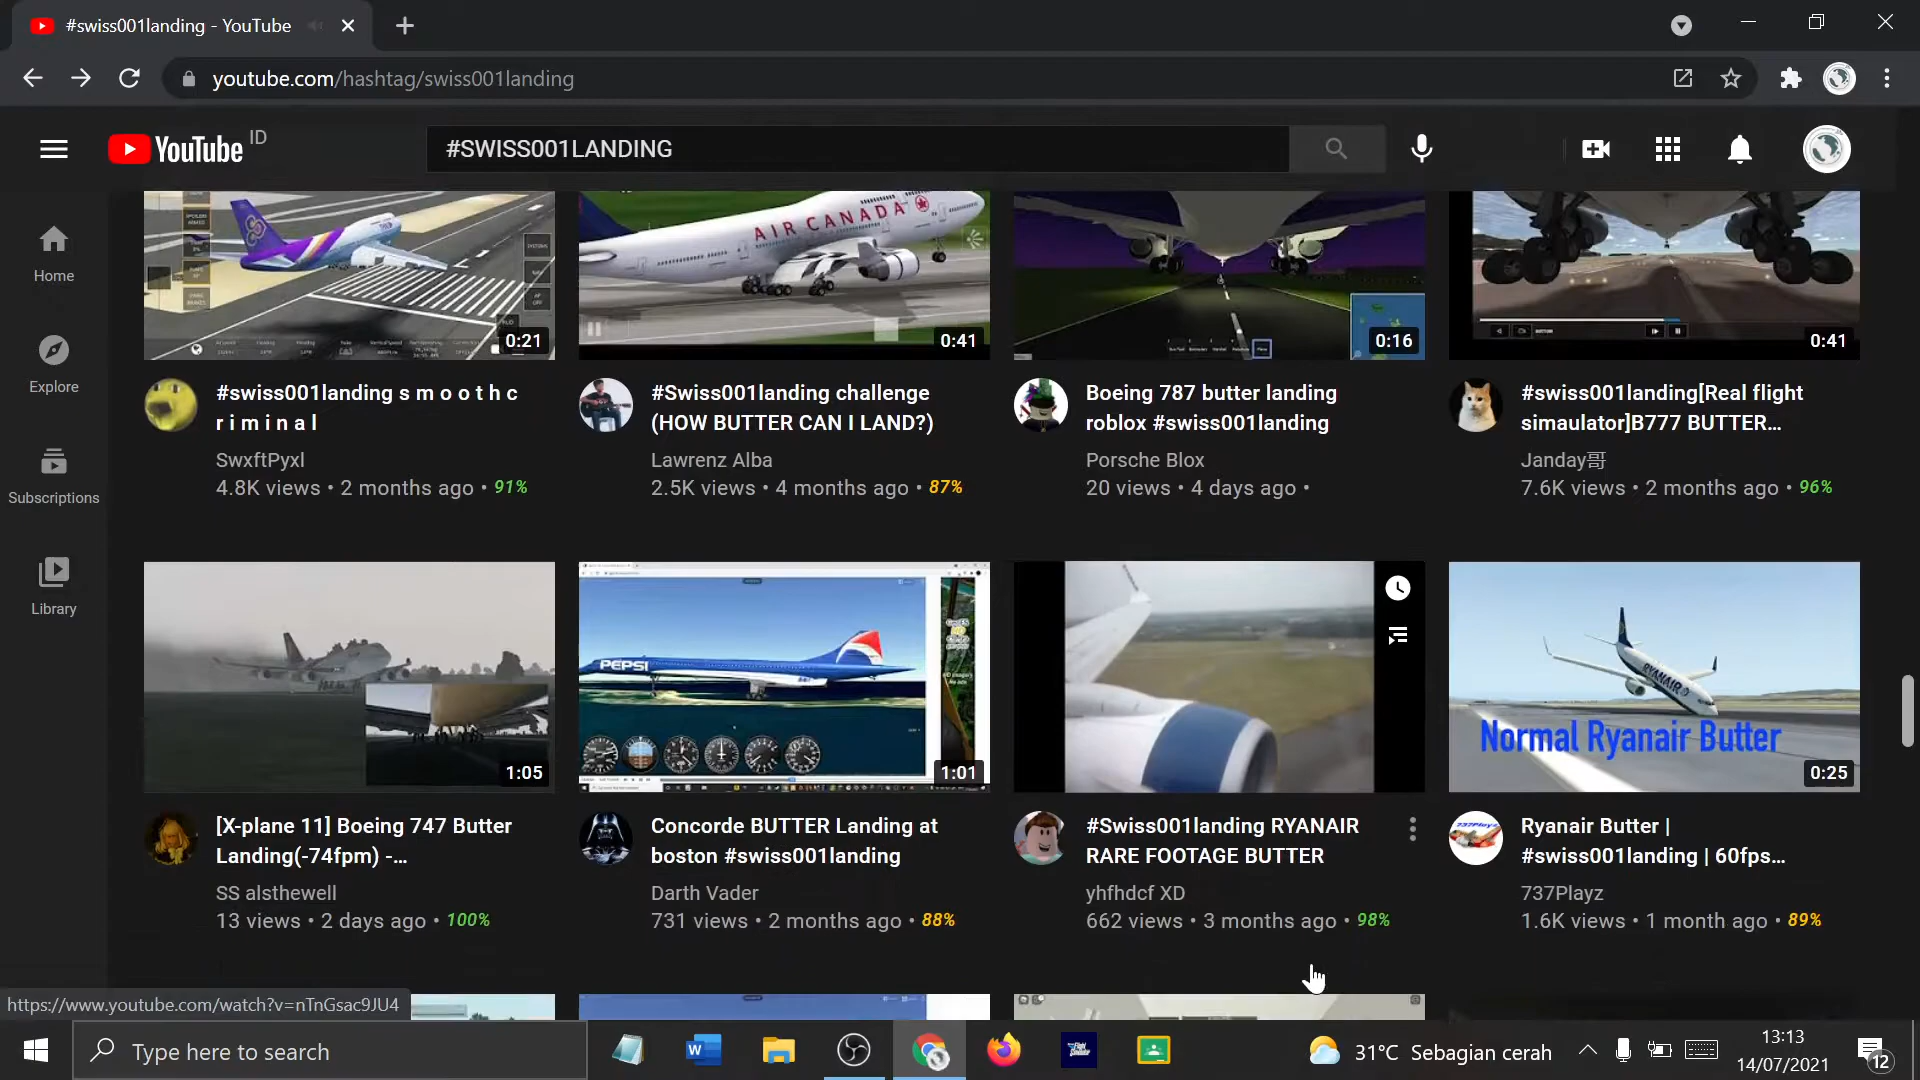 #swiss001landing - YouTube
youtube.com/hashtag/swiss001landing
YouTube ID
#SWISS001LANDING
Home
Explore
Subscriptions
Library
0:21
AIR CANADA
0:41
0:16
0:41
#swiss001landing s m o o t h c
r i m i n a l
SwxftPyxl
4.8K views • 2 months ago • 91%
#Swiss001landing challenge
(HOW BUTTER CAN I LAND?)
Lawrenz Alba
2.5K views • 4 months ago • 87%
Boeing 787 butter landing
roblox #swiss001landing
Porsche Blox
20 views • 4 days ago •
#swiss001landing[Real flight
simaulator]B777 BUTTER...
Janday哥
7.6K views • 2 months ago • 96%
1:05
PEPSI
1:01
RYANAIR
Normal Ryanair Butter
0:25
[X-plane 11] Boeing 747 Butter
Landing(-74fpm) -...
SS alsthewell
13 views • 2 days ago • 100%
Concorde BUTTER Landing at
boston #swiss001landing
Darth Vader
731 views • 2 months ago • 88%
#Swiss001landing RYANAIR
RARE FOOTAGE BUTTER
yhfhdcf XD
662 views • 3 months ago • 98%
Ryanair Butter |
#swiss001landing | 60fps...
737Playz
1.6K views • 1 month ago • 89%
https://www.youtube.com/watch?v=nTnGsac9JU4
Type here to search
31°C Sebagian cerah
13:13
14/07/2021
12